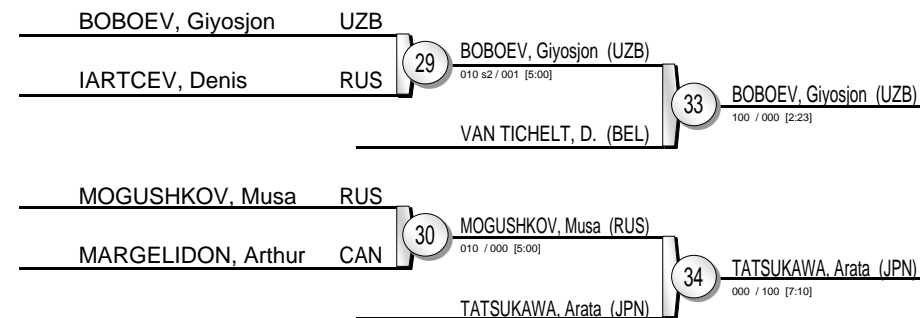 BOBOEV, Giyosjon UZB
IARTCEV, Denis RUS
29
BOBOEV, Giyosjon (UZB)
010 s2 / 001 [5:00]
VAN TICHELT, D. (BEL)
33
BOBOEV, Giyosjon (UZB)
100 / 000 [2:23]
MOGUSHKOV, Musa RUS
MARGELIDON, Arthur CAN
30
MOGUSHKOV, Musa (RUS)
010 / 000 [5:00]
TATSUKAWA, Arata (JPN)
34
TATSUKAWA, Arata (JPN)
000 / 100 [7:10]